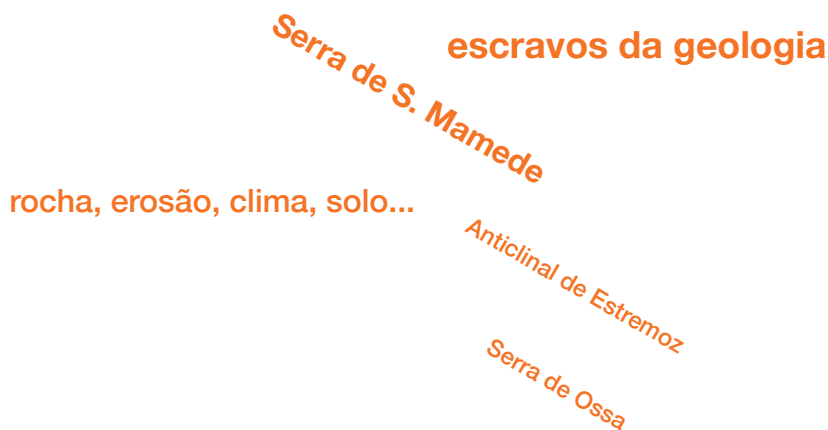 escravos da geologia
Serra de S. Mamede
rocha, erosão, clima, solo...
Anticlinal de Estremoz
Serra de Ossa